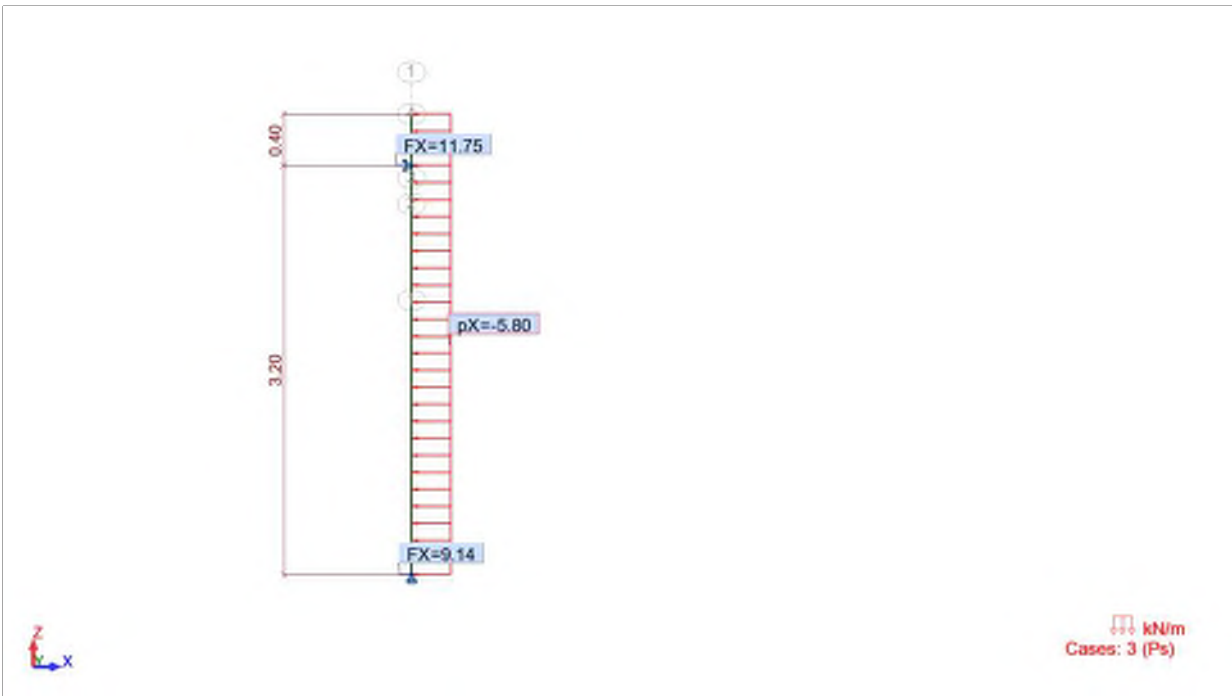 1
0.40
FX=11.75
pX=-5.80
3.20
FX=9.14
Z
Y X
kN/m
Cases: 3 (Ps)